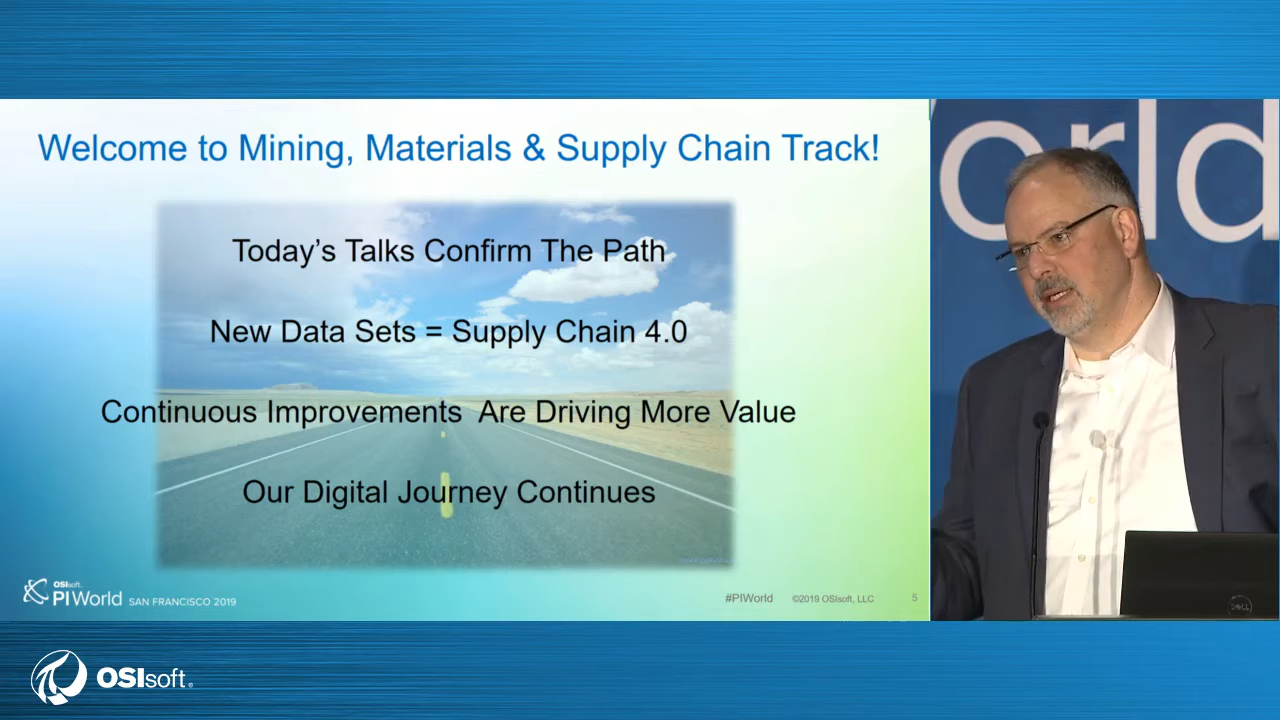 Welcome to Mining, Materials & Supply Chain Track!
Today's Talks Confirm The Path
New Data Sets = Supply Chain 4.0
Continuous Improvements Are Driving More Value
Our Digital Journey Continues
OSIsoft.
PIWorld SAN FRANCISCO 2019
#PIWorld ©2019 OSIsoft, LLC 5
orld
DELL
OSIsoft.